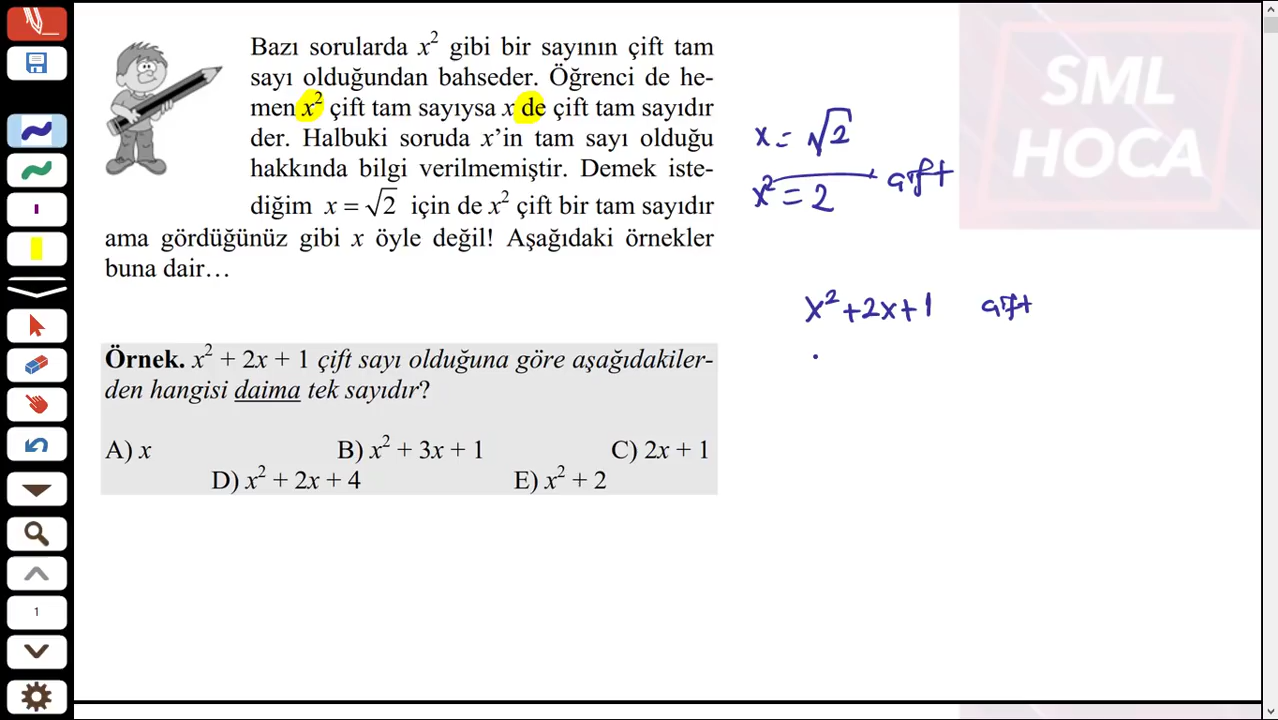 Bazı sorularda x² gibi bir sayının çift tam
sayı olduğundan bahseder. Öğrenci de he-
men x² çift tam sayıysa x de çift tam sayıdır
der. Halbuki soruda x’in tam sayı olduğu
hakkında bilgi verilmemiştir. Demek iste-
diğim x = √2 için de x² çift bir tam sayıdır
ama gördüğünüz gibi x öyle değil! Aşağıdaki örnekler
buna dair…
x = √2
x² = 2 çift
SML
HOCA
x² + 2x + 1 çift
Örnek. x² + 2x + 1 çift sayı olduğuna göre aşağıdakiler-
den hangisi daima tek sayıdır?
A) x B) x² + 3x + 1 C) 2x + 1
D) x² + 2x + 4 E) x² + 2
1